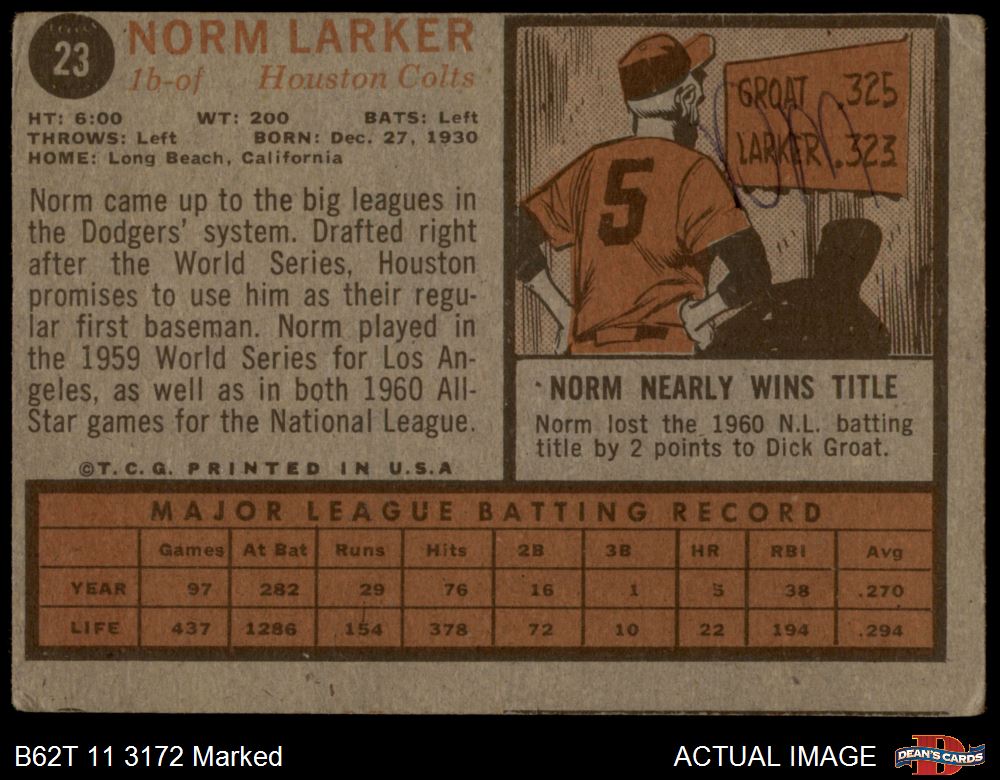 23
NORM LARKER
1b-of Houston Colts
HT: 6:00 WT: 200 BATS: Left
THROWS: Left BORN: Dec. 27, 1930
HOME: Long Beach, California
Norm came up to the big leagues in
the Dodgers' system. Drafted right
after the World Series, Houston
promises to use him as their regu-
lar first baseman. Norm played in
the 1959 World Series for Los An-
geles, as well as in both 1960 All-
Star games for the National League.
©T.C.G. PRINTED IN U.S.A
GROAT .325
LARKER .323
5
NORM NEARLY WINS TITLE
Norm lost the 1960 N.L. batting
title by 2 points to Dick Groat.
MAJOR LEAGUE BATTING RECORD
Games At Bat Runs Hits 2B 3B HR RBI Avg
YEAR 97 282 29 76 16 1 5 38 .270
LIFE 437 1286 154 378 72 10 22 194 .294
B62T 11 3172 Marked
ACTUAL IMAGE
DEAN'S CARDS